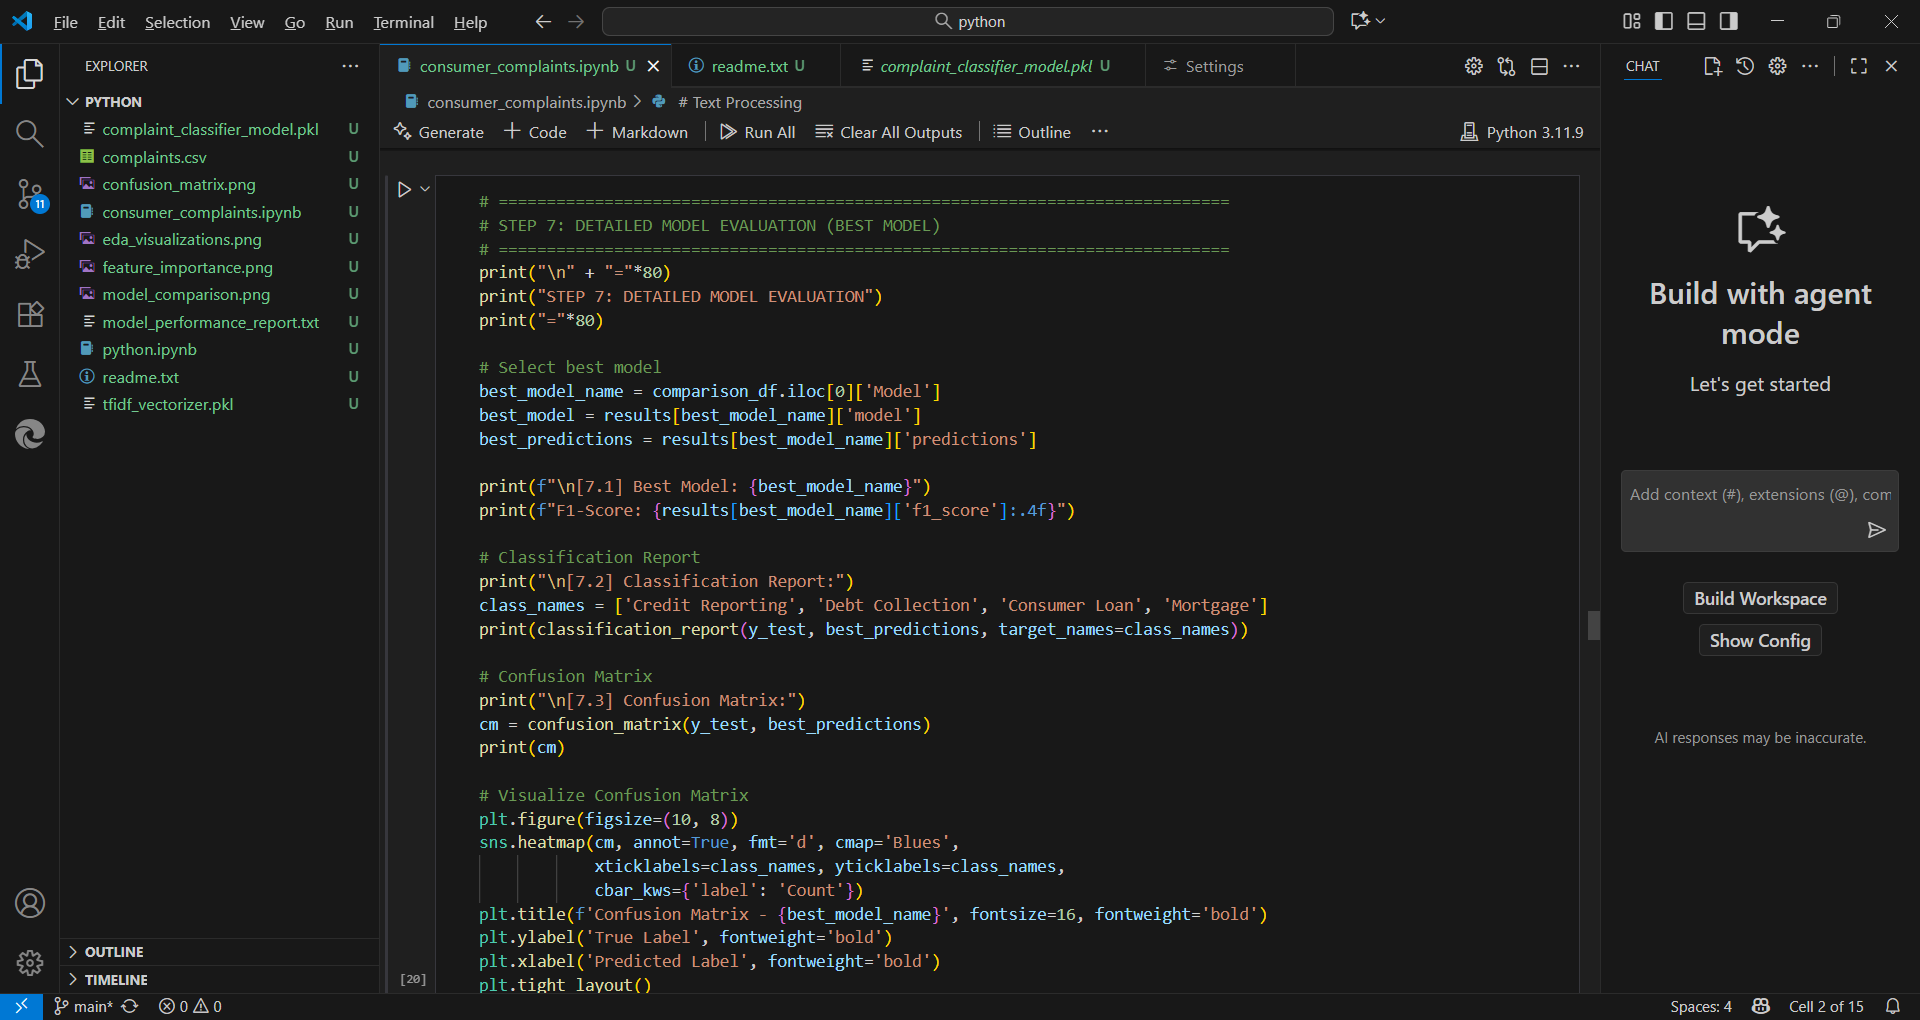 File Edit Selection View Go Run Terminal Help
python
EXPLORER
PYTHON
complaint_classifier_model.pkl U
complaints.csv U
confusion_matrix.png U
consumer_complaints.ipynb U
eda_visualizations.png U
feature_importance.png U
model_comparison.png U
model_performance_report.txt U
python.ipynb U
readme.txt U
tfidf_vectorizer.pkl U
OUTLINE
TIMELINE
11
consumer_complaints.ipynb U
readme.txt U
complaint_classifier_model.pkl U
Settings
consumer_complaints.ipynb > # Text Processing
Generate + Code + Markdown Run All Clear All Outputs Outline ...
Python 3.11.9
# ============================================================================
# STEP 7: DETAILED MODEL EVALUATION (BEST MODEL)
# ============================================================================
print("\n" + "="*80)
print("STEP 7: DETAILED MODEL EVALUATION")
print("="*80)
# Select best model
best_model_name = comparison_df.iloc[0]['Model']
best_model = results[best_model_name]['model']
best_predictions = results[best_model_name]['predictions']
print(f"\n[7.1] Best Model: {best_model_name}")
print(f"F1-Score: {results[best_model_name]['f1_score']:.4f}")
# Classification Report
print("\n[7.2] Classification Report:")
class_names = ['Credit Reporting', 'Debt Collection', 'Consumer Loan', 'Mortgage']
print(classification_report(y_test, best_predictions, target_names=class_names))
# Confusion Matrix
print("\n[7.3] Confusion Matrix:")
cm = confusion_matrix(y_test, best_predictions)
print(cm)
# Visualize Confusion Matrix
plt.figure(figsize=(10, 8))
sns.heatmap(cm, annot=True, fmt='d', cmap='Blues',
xticklabels=class_names, yticklabels=class_names,
cbar_kws={'label': 'Count'})
plt.title(f'Confusion Matrix - {best_model_name}', fontsize=16, fontweight='bold')
plt.ylabel('True Label', fontweight='bold')
plt.xlabel('Predicted Label', fontweight='bold')
plt.tight_layout()
[20]
CHAT
Build with agent
mode
Let's get started
Add context (#), extensions (@), com
Build Workspace
Show Config
AI responses may be inaccurate.
main* 0 0
Spaces: 4 Cell 2 of 15